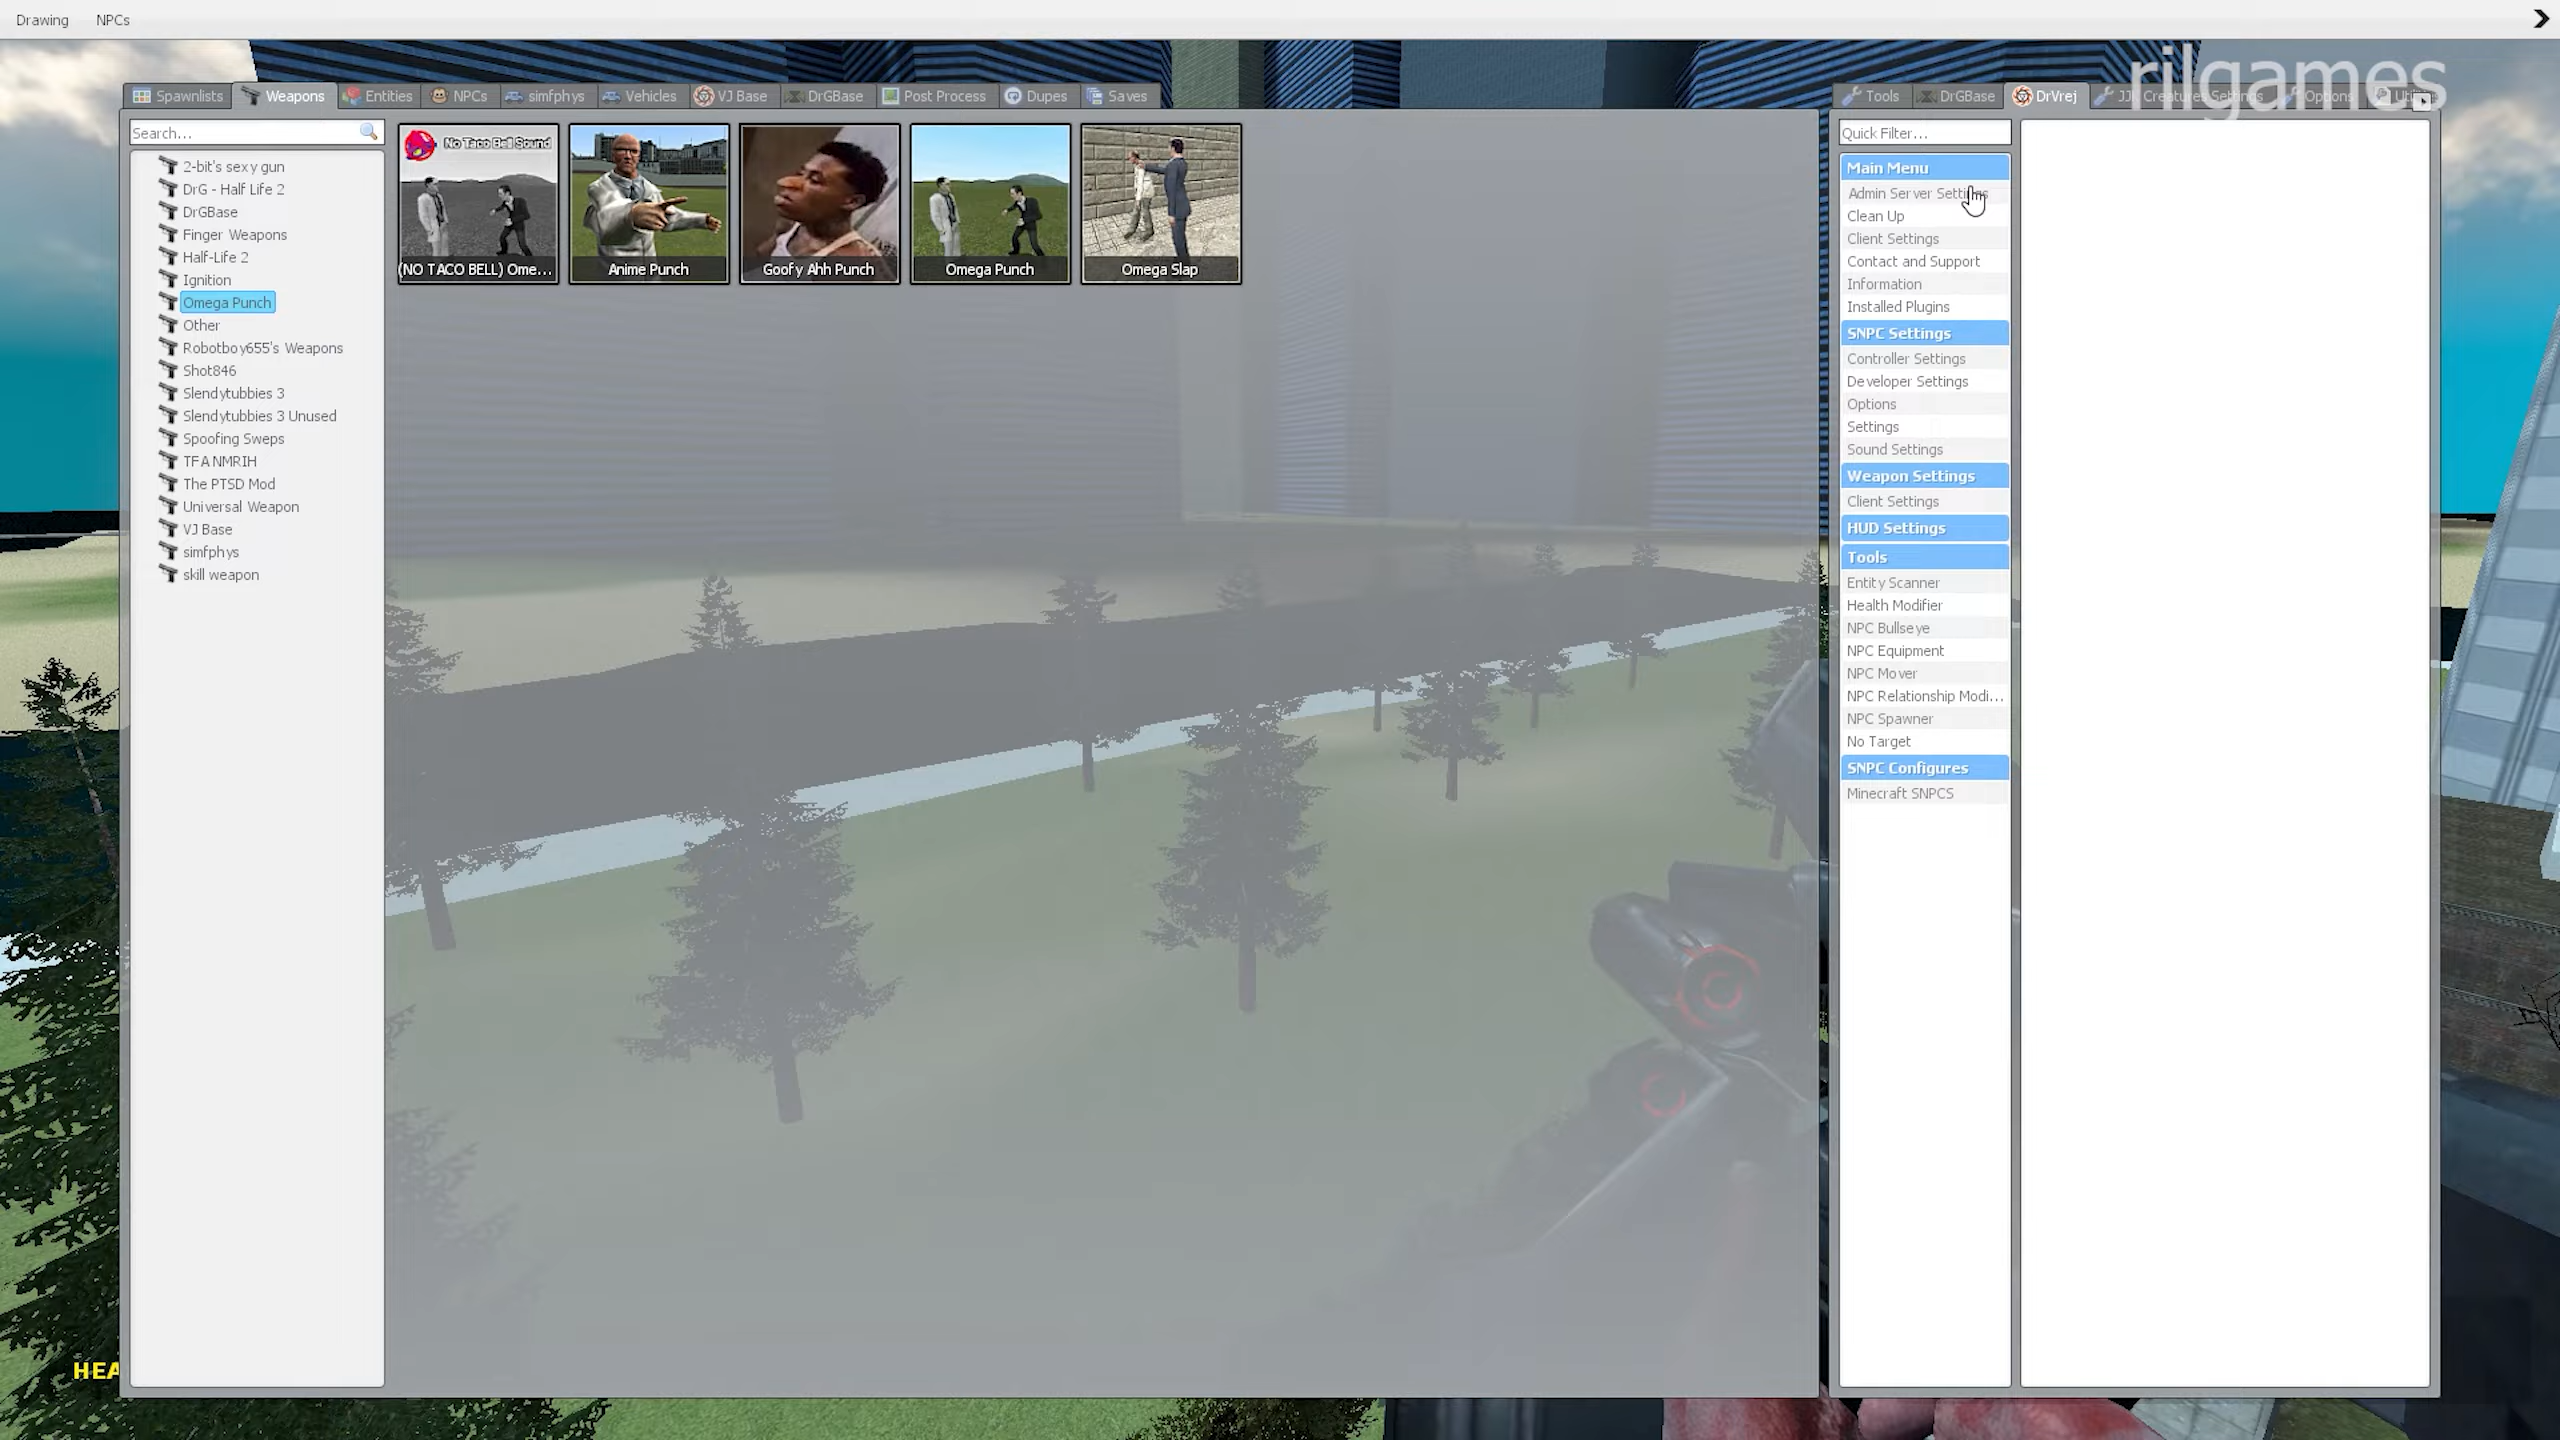 Drawing NPCs
rilgames
Spawnlists Weapons Entities NPCs simfphys Vehicles VJ Base DrGBase Post Process Dupes Saves
Tools DrGBase DrVrej JJK Creatures Settings Options
Search...
2-bit's sexy gun
DrG - Half Life 2
DrGBase
Finger Weapons
Half-Life 2
Ignition
Omega Punch
Other
Robotboy655's Weapons
Shot846
Slendytubbies 3
Slendytubbies 3 Unused
Spoofing Sweps
TFA NMRIH
The PTSD Mod
Universal Weapon
VJ Base
simfphys
skill weapon
No Taco Bell Sound
(NO TACO BELL) Ome...
Anime Punch
Goofy Ahh Punch
Omega Punch
Omega Slap
Quick Filter...
Main Menu
Admin Server Settings
Clean Up
Client Settings
Contact and Support
Information
Installed Plugins
SNPC Settings
Controller Settings
Developer Settings
Options
Settings
Sound Settings
Weapon Settings
Client Settings
HUD Settings
Tools
Entity Scanner
Health Modifier
NPC Bullseye
NPC Equipment
NPC Mover
NPC Relationship Modi...
NPC Spawner
No Target
SNPC Configures
Minecraft SNPCS
HEA